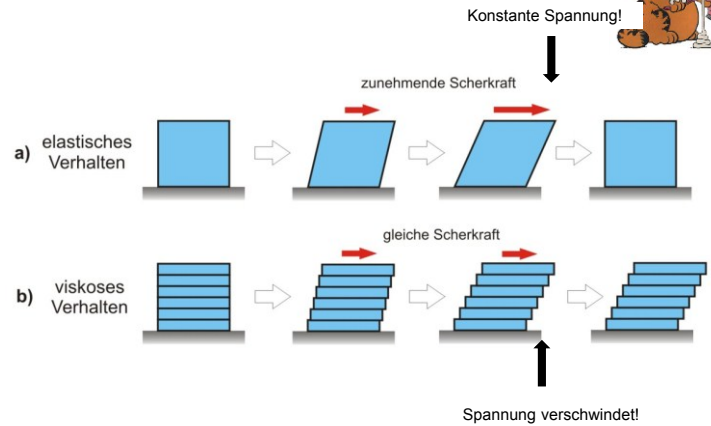 Konstante Spannung!
zunehmende Scherkraft
a) elastisches
Verhalten
gleiche Scherkraft
b) viskoses
Verhalten
Spannung verschwindet!